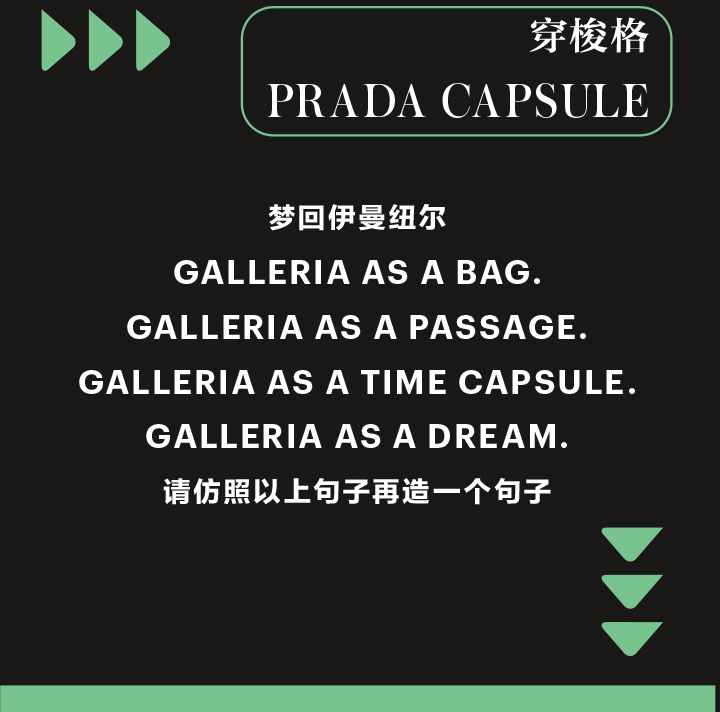 穿梭格
PRADA CAPSULE
梦回伊曼纽尔
GALLERIA AS A BAG.
GALLERIA AS A PASSAGE.
GALLERIA AS A TIME CAPSULE.
GALLERIA AS A DREAM.
请仿照以上句子再造一个句子